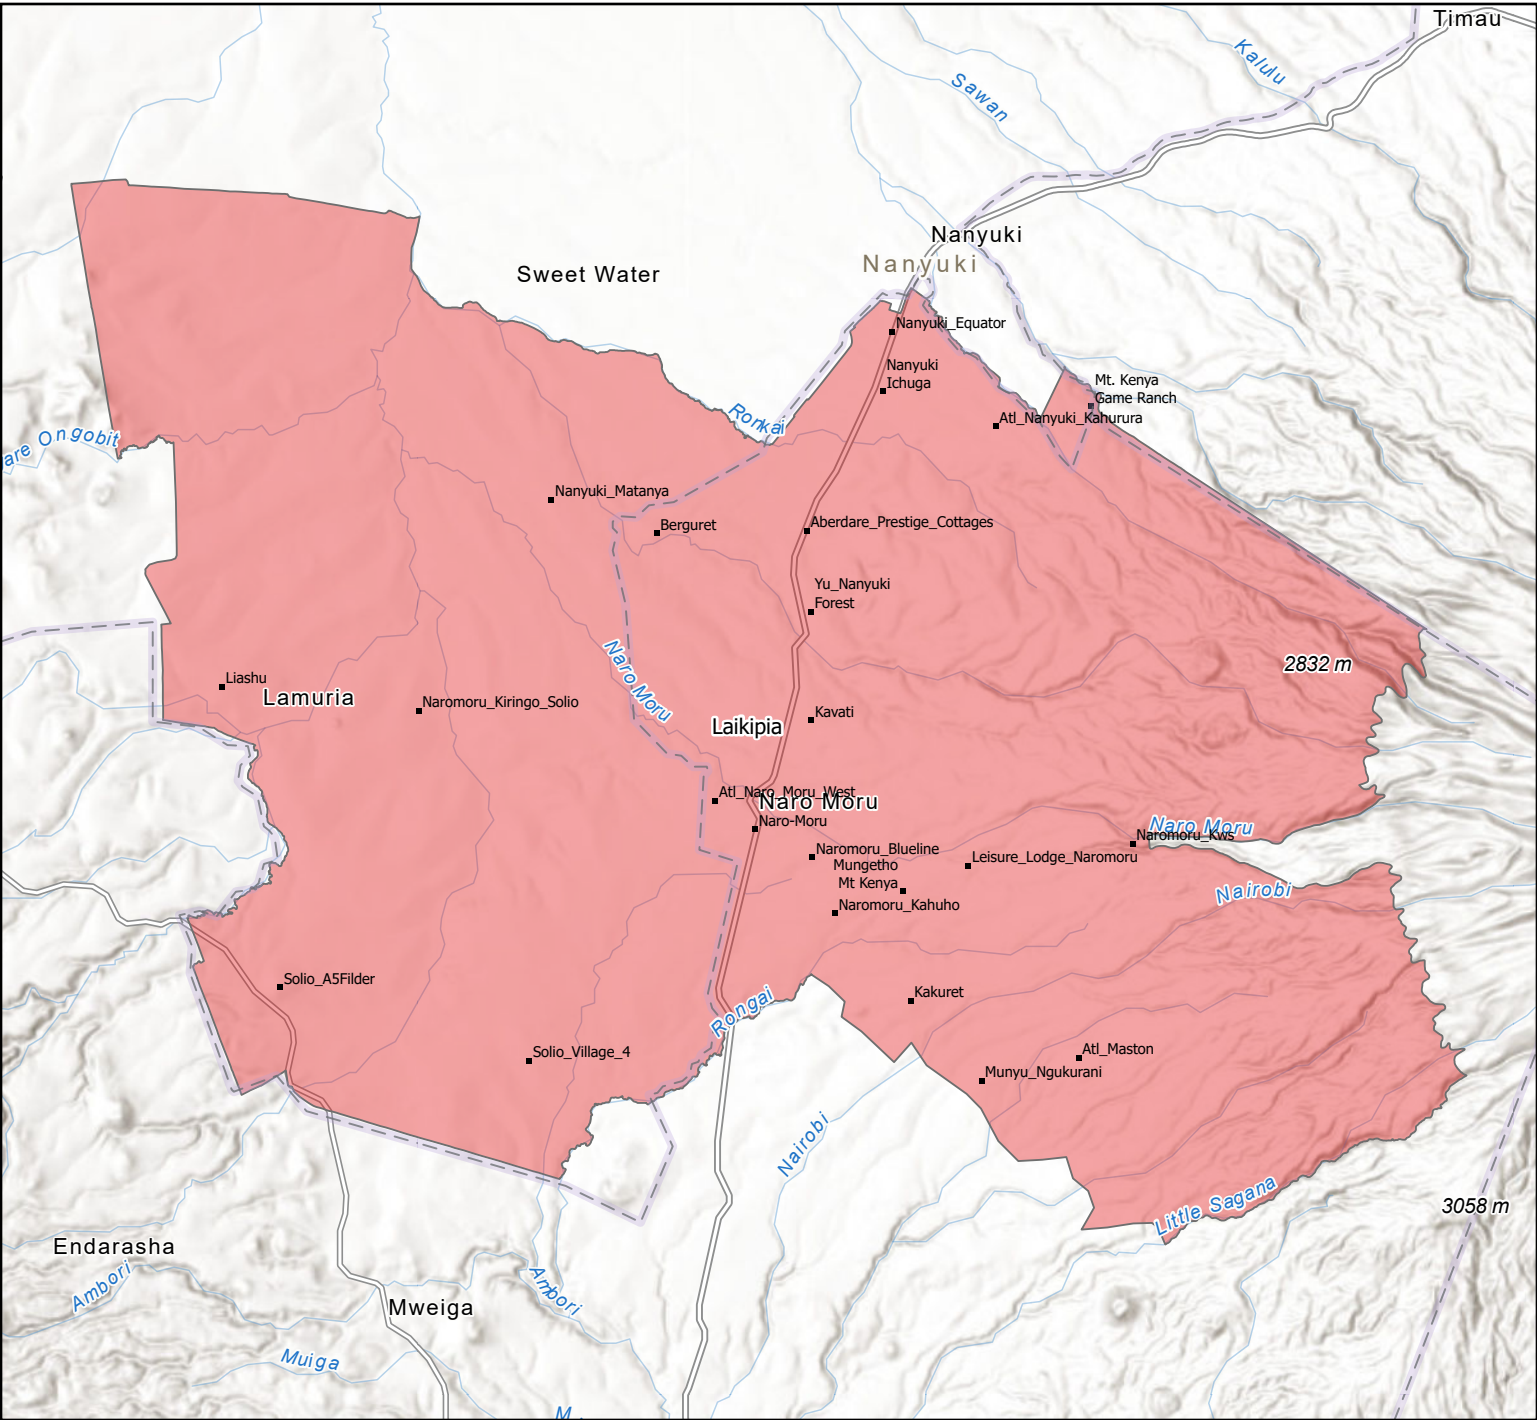 Timau
Kalulu
Sawan
Nanyuki
Nanyuki
Sweet Water
Nanyuki_Equator
Nanyuki
Ichuga
Mt. Kenya
Game Ranch
Atl_Nanyuki_Kahurura
Ronkai
are Ongobit
Nanyuki_Matanya
Berguret
Aberdare_Prestige_Cottages
Yu_Nanyuki
Forest
Naro Moru
2832 m
Liashu
Lamuria
Naromoru_Kiringo_Solio
Kavati
Laikipia
Atl_Naro_Moru_West
Naro Moru
Naro-Moru
Naro Moru
Naromoru_Kws
Naromoru_Blueline
Mungetho
Mt Kenya
Leisure_Lodge_Naromoru
Nairobi
Naromoru_Kahuho
Solio_A5Filder
Kakuret
Rongai
Solio_Village_4
Atl_Maston
Munyu_Ngukurani
Nairobi
Little Sagana
3058 m
Endarasha
Ambori
Ambori
Mweiga
Muiga
M